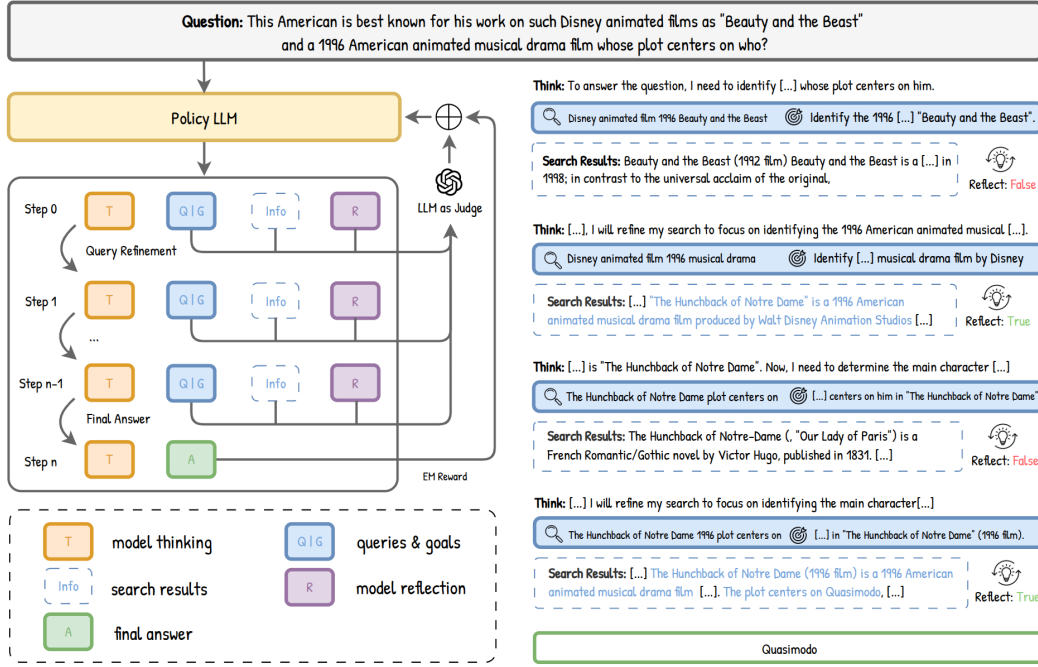 Question: This American is best known for his work on such Disney animated films as "Beauty and the Beast"
and a 1996 American animated musical drama film whose plot centers on who?
Policy LLM
LLM as Judge
Step 0
T
Q|G
Info
R
Query Refinement
Step 1
T
Q|G
Info
R
...
Step n-1
T
Q|G
Info
R
Final Answer
Step n
T
A
EM Reward
T
model thinking
Q|G
queries & goals
Info
search results
R
model reflection
A
final answer
Think: To answer the question, I need to identify [...] whose plot centers on him.
Disney animated film 1996 Beauty and the Beast
Identify the 1996 [...] "Beauty and the Beast".
Search Results: Beauty and the Beast (1992 film) Beauty and the Beast is a [...] in
1998; in contrast to the universal acclaim of the original,
Reflect: False
Think: [...], I will refine my search to focus on identifying the 1996 American animated musical [...].
Disney animated film 1996 musical drama
Identify [...] musical drama film by Disney
Search Results: [...] "The Hunchback of Notre Dame" is a 1996 American
animated musical drama film produced by Walt Disney Animation Studios [...]
Reflect: True
Think: [...] is "The Hunchback of Notre Dame". Now, I need to determine the main character [...]
The Hunchback of Notre Dame plot centers on
[...] centers on him in "The Hunchback of Notre Dame"
Search Results: The Hunchback of Notre-Dame (, "Our Lady of Paris") is a
French Romantic/Gothic novel by Victor Hugo, published in 1831. [...]
Reflect: False
Think: [...] I will refine my search to focus on identifying the main character[...]
The Hunchback of Notre Dame 1996 plot centers on
[...] in "The Hunchback of Notre Dame" (1996 film).
Search Results: [...] The Hunchback of Notre Dame (1996 film) is a 1996 American
animated musical drama film [...]. The plot centers on Quasimodo, [...]
Reflect: True
Quasimodo